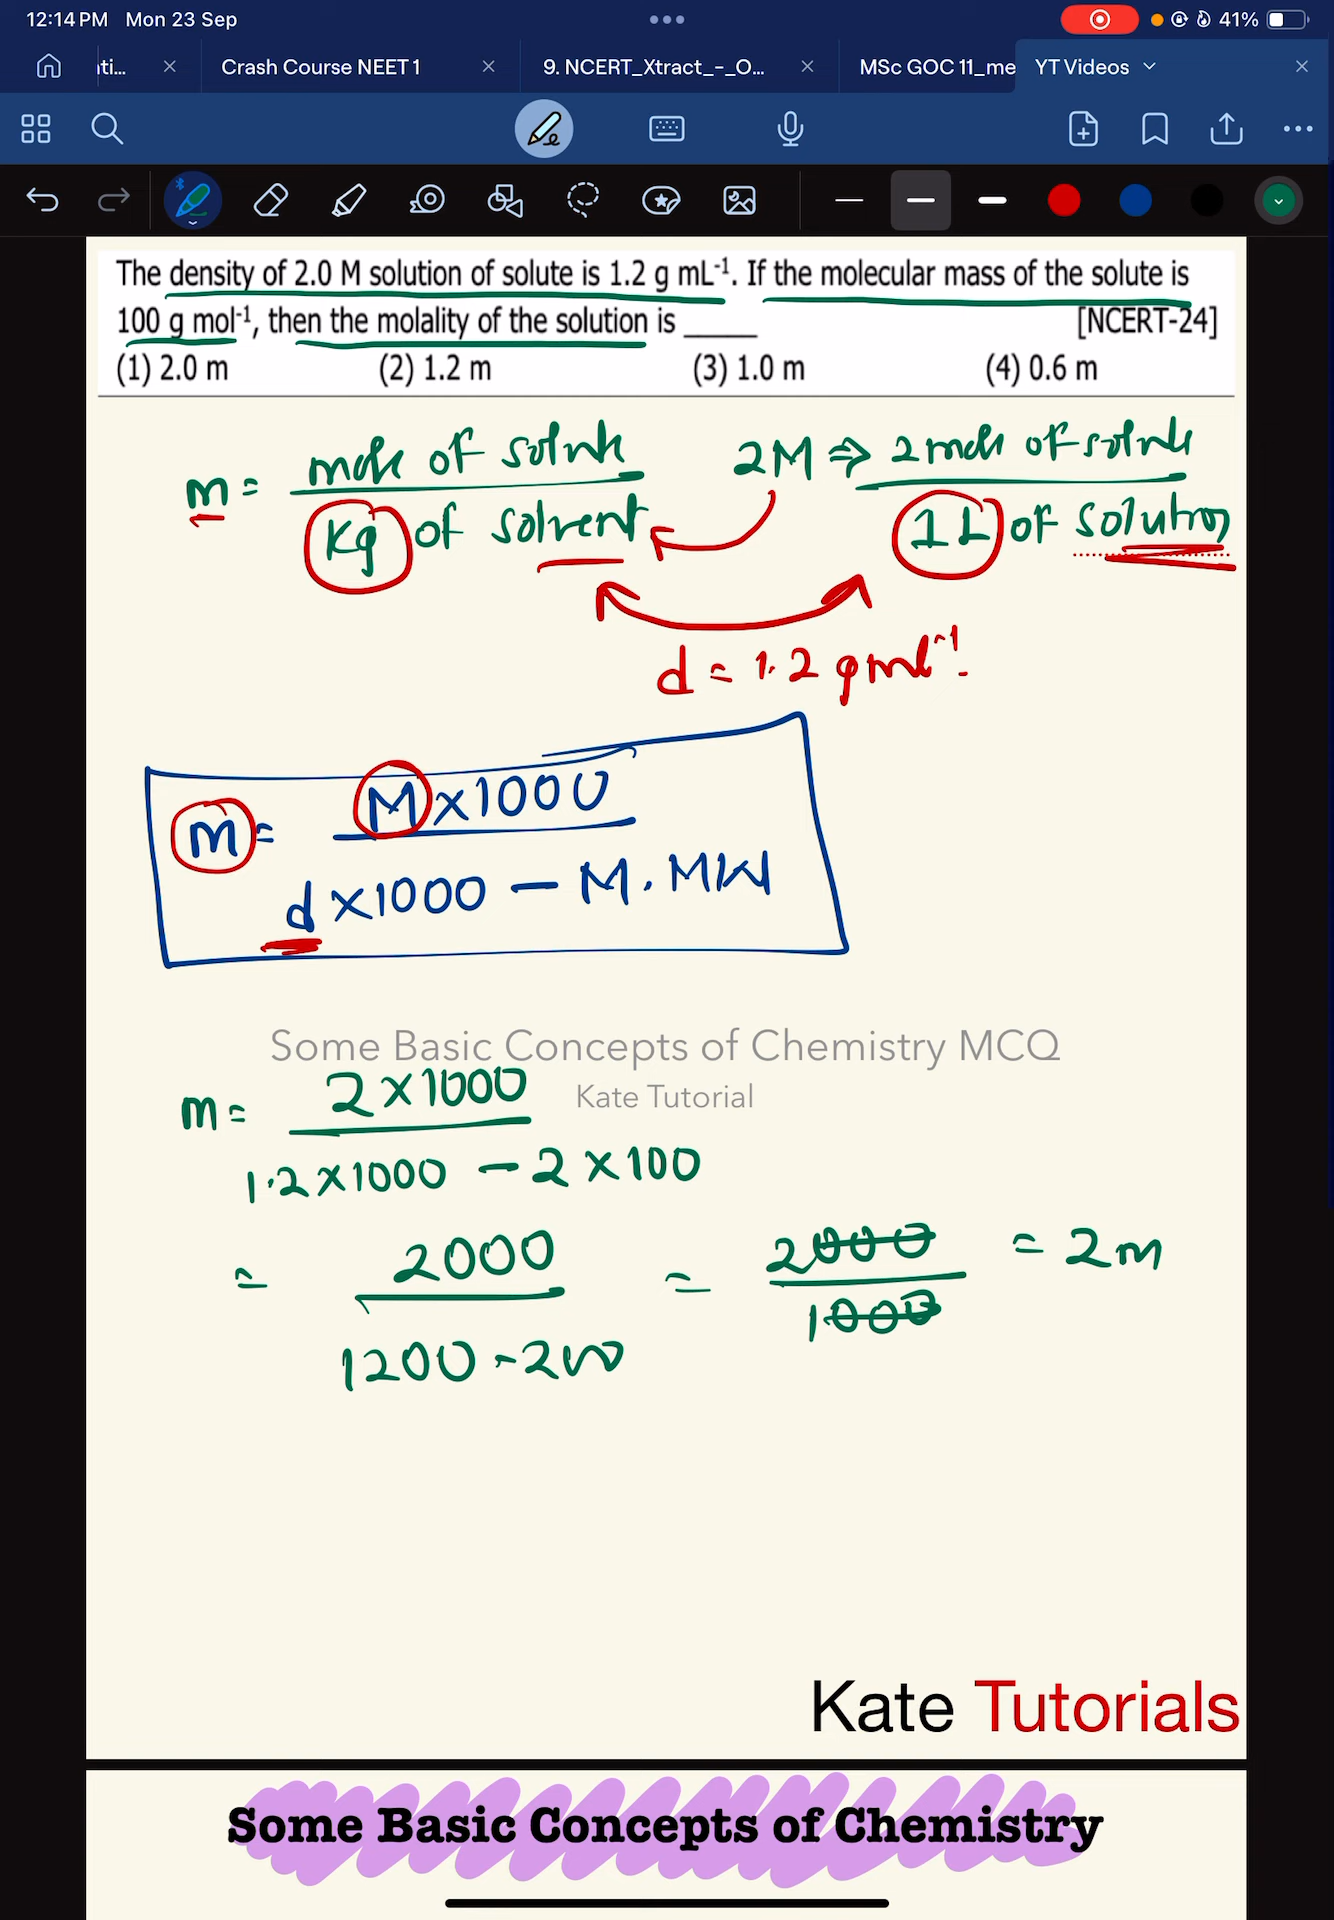 12:14 PM Mon 23 Sep 41%
ti... Crash Course NEET 1 9. NCERT_Xtract_-_O... MSc GOC 11_me YT Videos
The density of 2.0 M solution of solute is 1.2 g mL⁻¹. If the molecular mass of the solute is
100 g mol⁻¹, then the molality of the solution is _____ [NCERT-24]
(1) 2.0 m (2) 1.2 m (3) 1.0 m (4) 0.6 m
m = mole of solute 2M ⇒ 2 mole of solute
Kg of solvent 1L of solution
d = 1.2 g ml⁻¹.
m = M×1000
d×1000 − M.MW
Some Basic Concepts of Chemistry MCQ
Kate Tutorial
m = 2×1000
1.2×1000 − 2×100
= 2000 = 2000 = 2m
1200-200 1000
Kate Tutorials
Some Basic Concepts of Chemistry